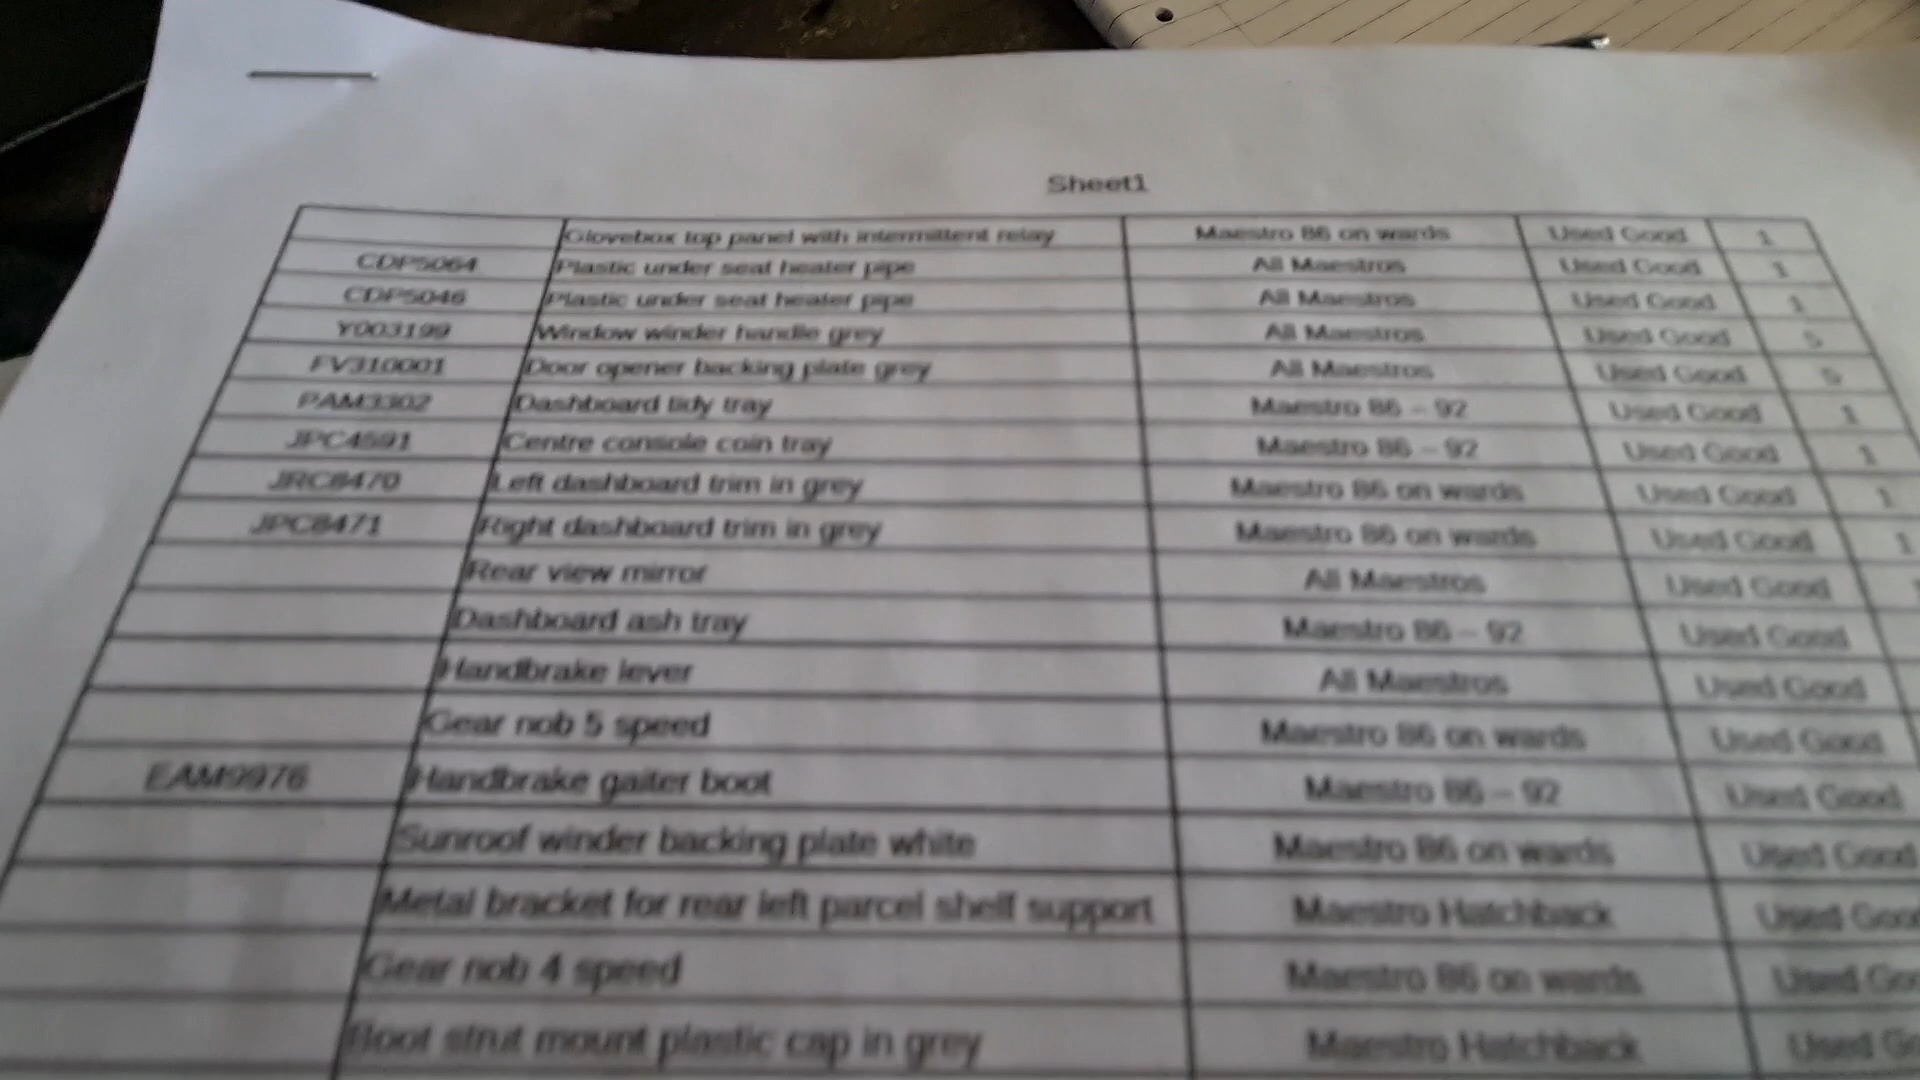 Sheet1
Glovebox top panel with intermittent relay Maestro 86 on wards Used Good 1
CDP5064 Plastic under seat heater pipe All Maestros Used Good 1
CDP5046 Plastic under seat heater pipe All Maestros Used Good 1
Y003199 Window winder handle grey All Maestros Used Good 5
FV310001 Door opener backing plate grey All Maestros Used Good 5
PAM3302 Dashboard tidy tray Maestro 86 – 92 Used Good 1
JPC4591 Centre console coin tray Maestro 86 – 92 Used Good 1
JRC8470 Left dashboard trim in grey Maestro 86 on wards Used Good 1
JPC8471 Right dashboard trim in grey Maestro 86 on wards Used Good 1
Rear view mirror All Maestros Used Good
Dashboard ash tray Maestro 86 – 92 Used Good
Handbrake lever All Maestros Used Good
Gear nob 5 speed Maestro 86 on wards Used Good
EAM9976 Handbrake gaiter boot Maestro 86 – 92 Used Good
Sunroof winder backing plate white Maestro 86 on wards Used Good
Metal bracket for rear left parcel shelf support Maestro Hatchback Used Good
Gear nob 4 speed Maestro 86 on wards Used Goo
Boot strut mount plastic cap in grey Maestro Hatchback Used Go